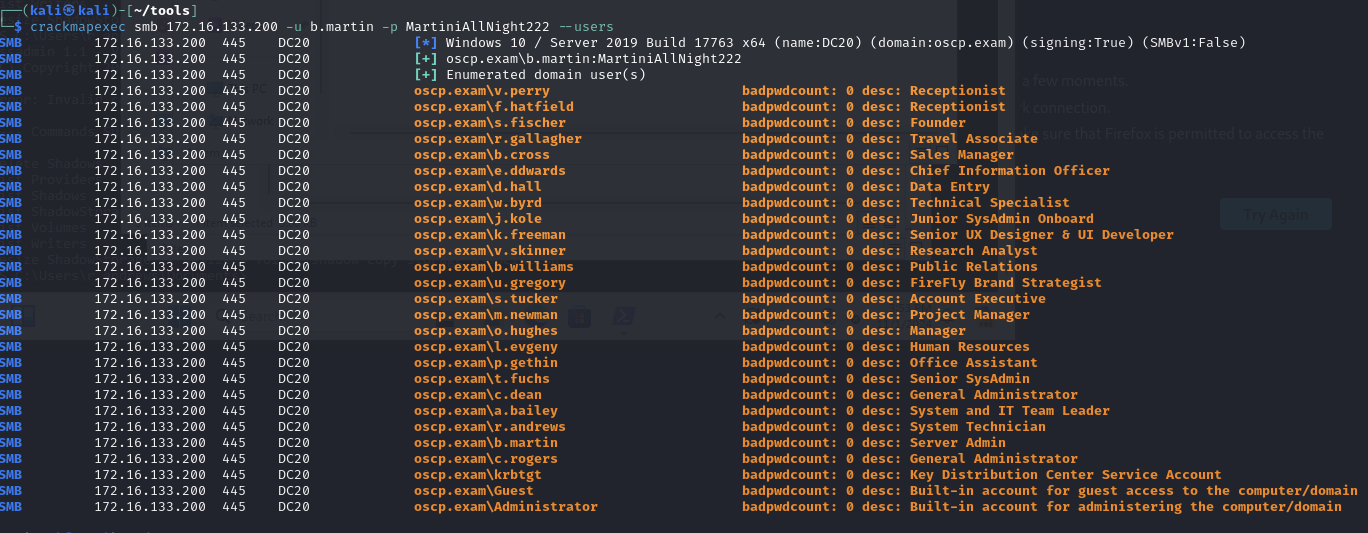 ┌──(kali㉿kali)-[~/tools]
└─$ crackmapexec smb 172.16.133.200 -u b.martin -p MartiniAllNight222 --users
SMB 172.16.133.200 445 DC20 [*] Windows 10 / Server 2019 Build 17763 x64 (name:DC20) (domain:oscp.exam) (signing:True) (SMBv1:False)
SMB 172.16.133.200 445 DC20 [+] oscp.exam\b.martin:MartiniAllNight222
SMB 172.16.133.200 445 DC20 [+] Enumerated domain user(s)
SMB 172.16.133.200 445 DC20 oscp.exam\v.perry badpwdcount: 0 desc: Receptionist
SMB 172.16.133.200 445 DC20 oscp.exam\f.hatfield badpwdcount: 0 desc: Receptionist
SMB 172.16.133.200 445 DC20 oscp.exam\s.fischer badpwdcount: 0 desc: Founder
SMB 172.16.133.200 445 DC20 oscp.exam\r.gallagher badpwdcount: 0 desc: Travel Associate
SMB 172.16.133.200 445 DC20 oscp.exam\b.cross badpwdcount: 0 desc: Sales Manager
SMB 172.16.133.200 445 DC20 oscp.exam\e.ddwards badpwdcount: 0 desc: Chief Information Officer
SMB 172.16.133.200 445 DC20 oscp.exam\d.hall badpwdcount: 0 desc: Data Entry
SMB 172.16.133.200 445 DC20 oscp.exam\w.byrd badpwdcount: 0 desc: Technical Specialist
SMB 172.16.133.200 445 DC20 oscp.exam\j.kole badpwdcount: 0 desc: Junior SysAdmin Onboard
SMB 172.16.133.200 445 DC20 oscp.exam\k.freeman badpwdcount: 0 desc: Senior UX Designer & UI Developer
SMB 172.16.133.200 445 DC20 oscp.exam\v.skinner badpwdcount: 0 desc: Research Analyst
SMB 172.16.133.200 445 DC20 oscp.exam\b.williams badpwdcount: 0 desc: Public Relations
SMB 172.16.133.200 445 DC20 oscp.exam\u.gregory badpwdcount: 0 desc: FireFly Brand Strategist
SMB 172.16.133.200 445 DC20 oscp.exam\s.tucker badpwdcount: 0 desc: Account Executive
SMB 172.16.133.200 445 DC20 oscp.exam\m.newman badpwdcount: 0 desc: Project Manager
SMB 172.16.133.200 445 DC20 oscp.exam\o.hughes badpwdcount: 0 desc: Manager
SMB 172.16.133.200 445 DC20 oscp.exam\l.evgeny badpwdcount: 0 desc: Human Resources
SMB 172.16.133.200 445 DC20 oscp.exam\p.gethin badpwdcount: 0 desc: Office Assistant
SMB 172.16.133.200 445 DC20 oscp.exam\t.fuchs badpwdcount: 0 desc: Senior SysAdmin
SMB 172.16.133.200 445 DC20 oscp.exam\c.dean badpwdcount: 0 desc: General Administrator
SMB 172.16.133.200 445 DC20 oscp.exam\a.bailey badpwdcount: 0 desc: System and IT Team Leader
SMB 172.16.133.200 445 DC20 oscp.exam\r.andrews badpwdcount: 0 desc: System Technician
SMB 172.16.133.200 445 DC20 oscp.exam\b.martin badpwdcount: 0 desc: Server Admin
SMB 172.16.133.200 445 DC20 oscp.exam\c.rogers badpwdcount: 0 desc: General Administrator
SMB 172.16.133.200 445 DC20 oscp.exam\krbtgt badpwdcount: 0 desc: Key Distribution Center Service Account
SMB 172.16.133.200 445 DC20 oscp.exam\Guest badpwdcount: 0 desc: Built-in account for guest access to the computer/domain
SMB 172.16.133.200 445 DC20 oscp.exam\Administrator badpwdcount: 0 desc: Built-in account for administering the computer/domain
a few moments.
connection.
sure that Firefox is permitted to access the
Try Again